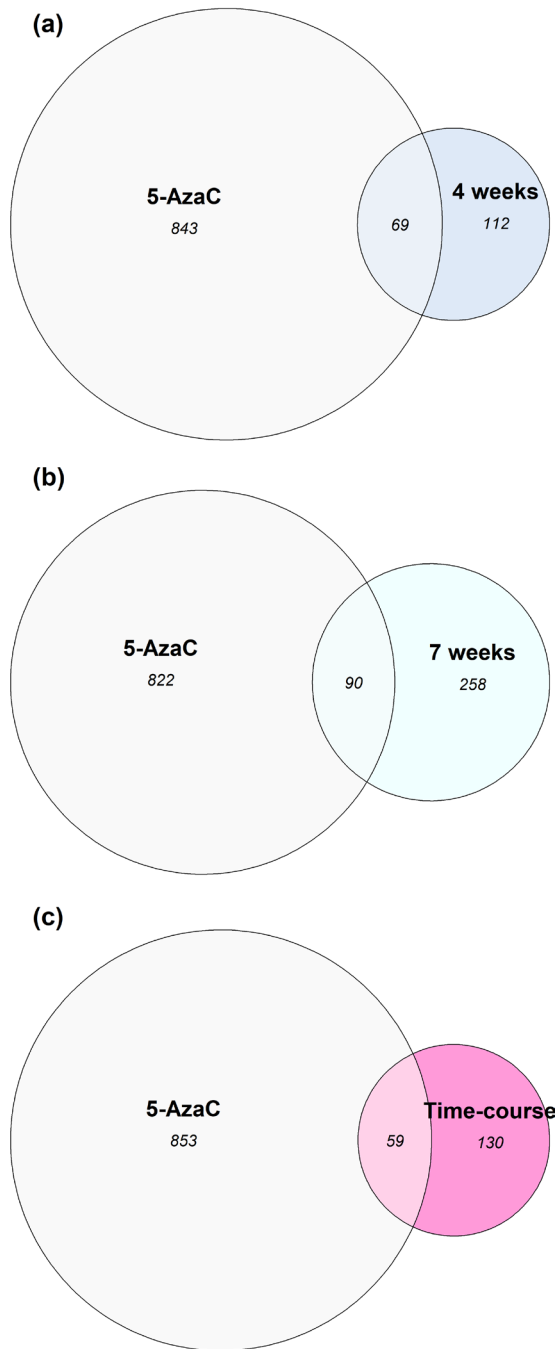 (a)
5-AzaC
843
69
4 weeks
112
(b)
5-AzaC
822
90
7 weeks
258
(c)
5-AzaC
853
59
Time-course
130